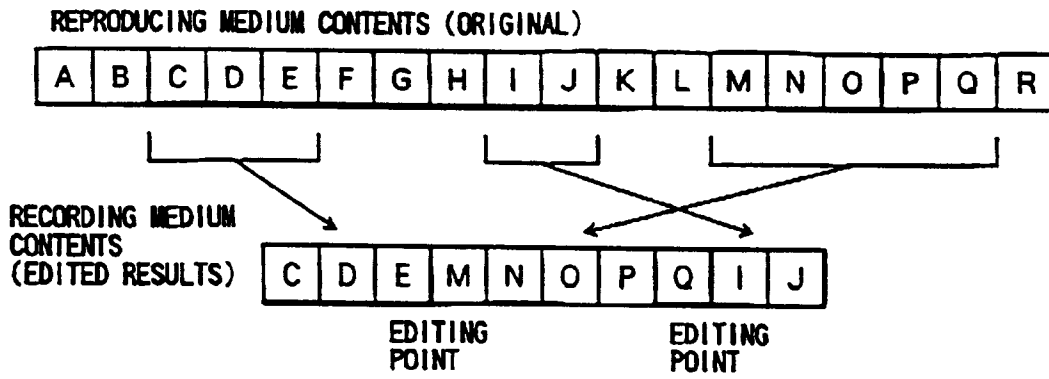 REPRODUCING MEDIUM CONTENTS (ORIGINAL)
A B C D E F G H I J K L M N O P Q R
RECORDING MEDIUM
CONTENTS
(EDITED RESULTS)
C D E M N O P Q I J
EDITING
POINT
EDITING
POINT